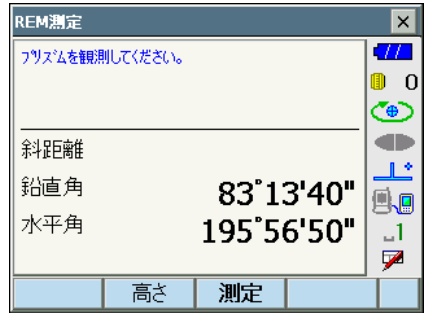 REM測定
×
プリズムを観測してください。
0
斜距離
鉛直角 83°13'40"
水平角 195°56'50"
1
高さ 測定